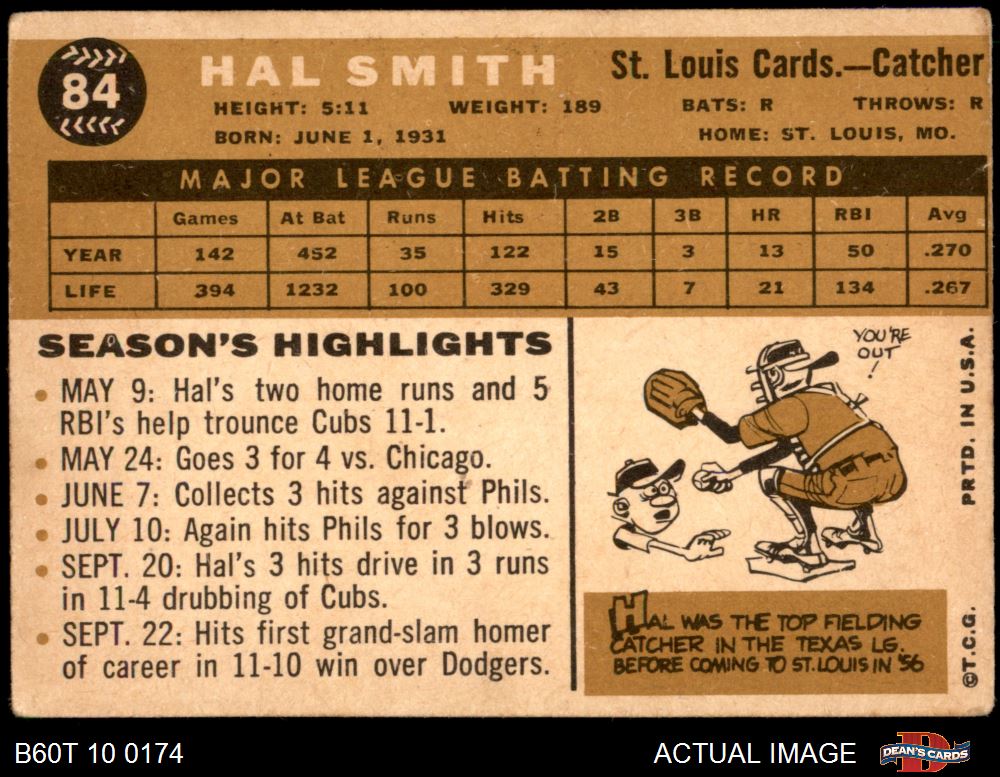 84
HAL SMITH
St. Louis Cards.—Catcher
HEIGHT: 5:11 WEIGHT: 189 BATS: R THROWS: R
BORN: JUNE 1, 1931 HOME: ST. LOUIS, MO.
MAJOR LEAGUE BATTING RECORD
Games At Bat Runs Hits 2B 3B HR RBI Avg
YEAR 142 452 35 122 15 3 13 50 .270
LIFE 394 1232 100 329 43 7 21 134 .267
SEASON'S HIGHLIGHTS
• MAY 9: Hal's two home runs and 5
RBI's help trounce Cubs 11-1.
• MAY 24: Goes 3 for 4 vs. Chicago.
• JUNE 7: Collects 3 hits against Phils.
• JULY 10: Again hits Phils for 3 blows.
• SEPT. 20: Hal's 3 hits drive in 3 runs
in 11-4 drubbing of Cubs.
• SEPT. 22: Hits first grand-slam homer
of career in 11-10 win over Dodgers.
YOU'RE
OUT
!
HAL WAS THE TOP FIELDING
CATCHER IN THE TEXAS LG.
BEFORE COMING TO ST. LOUIS IN '56
PRTD. IN U.S.A.
©T.C.G.
B60T 10 0174
ACTUAL IMAGE
D
DEAN'S CARDS